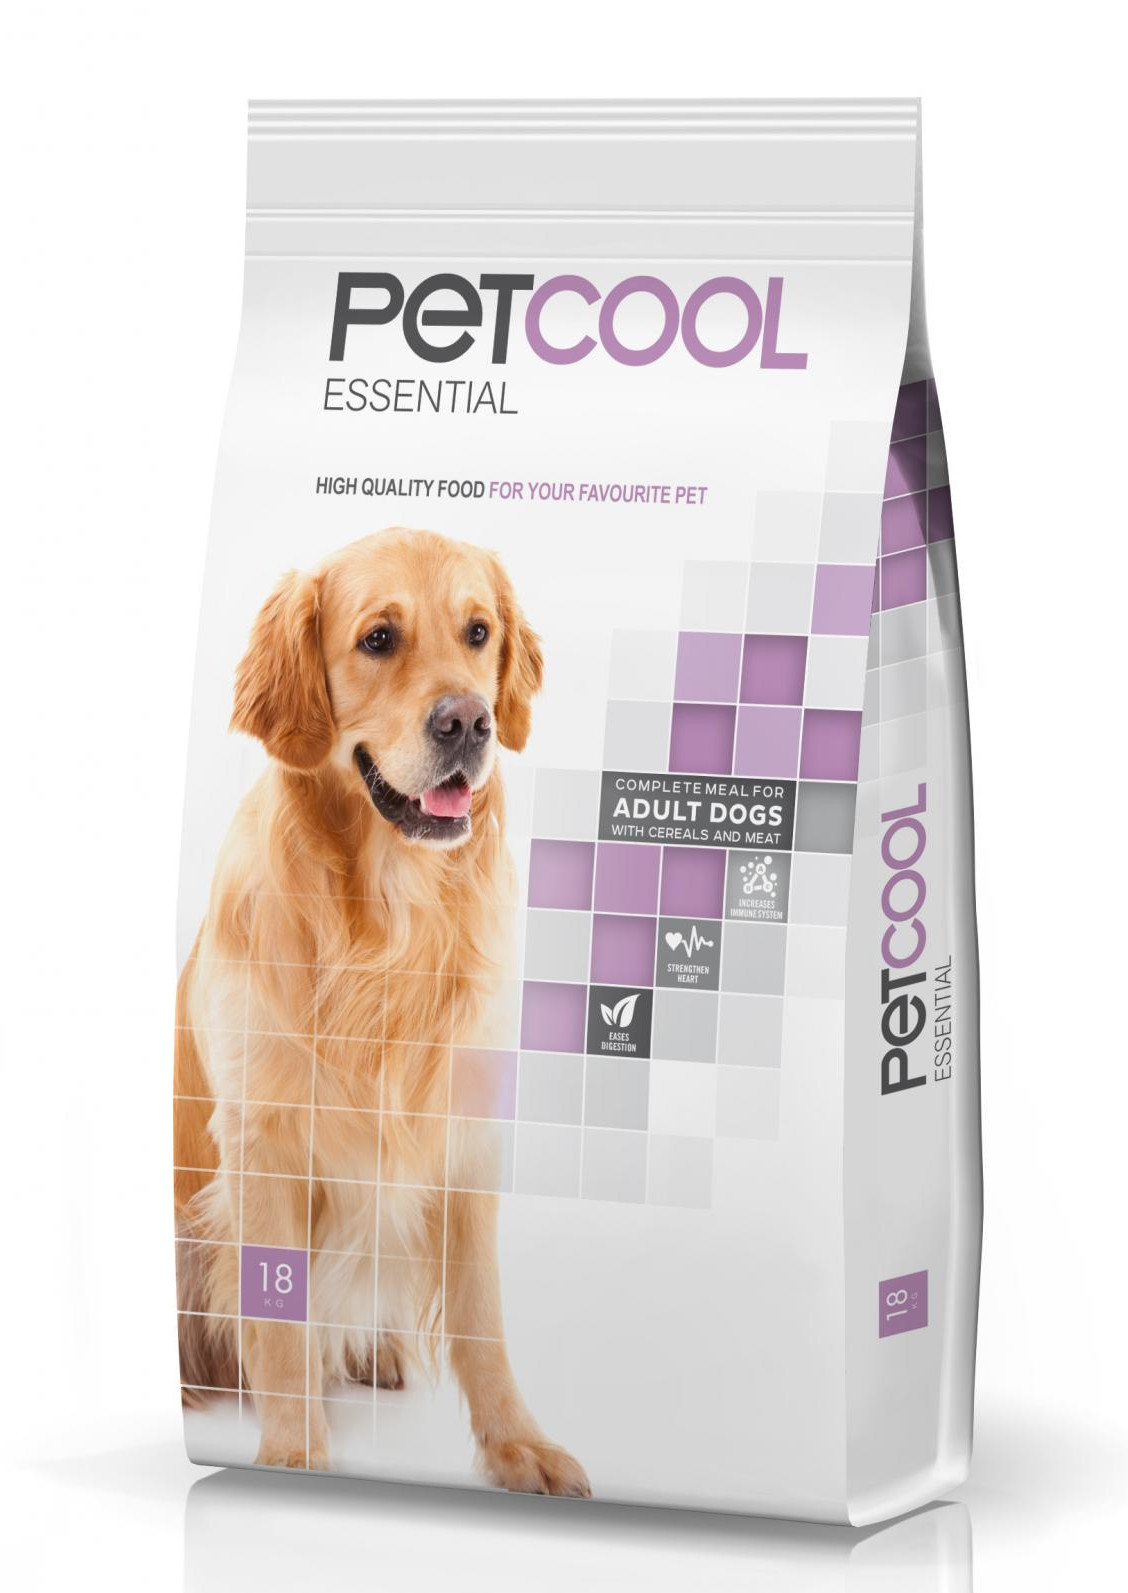 PETCOOL
ESSENTIAL
HIGH QUALITY FOOD FOR YOUR FAVOURITE PET
COMPLETE MEAL FOR
ADULT DOGS
WITH CEREALS AND MEAT
INCREASES
IMMUNE SYSTEM
STRENGTHEN
HEART
EASES
DIGESTION
18
KG
PETCOOL
ESSENTIAL
18
KG